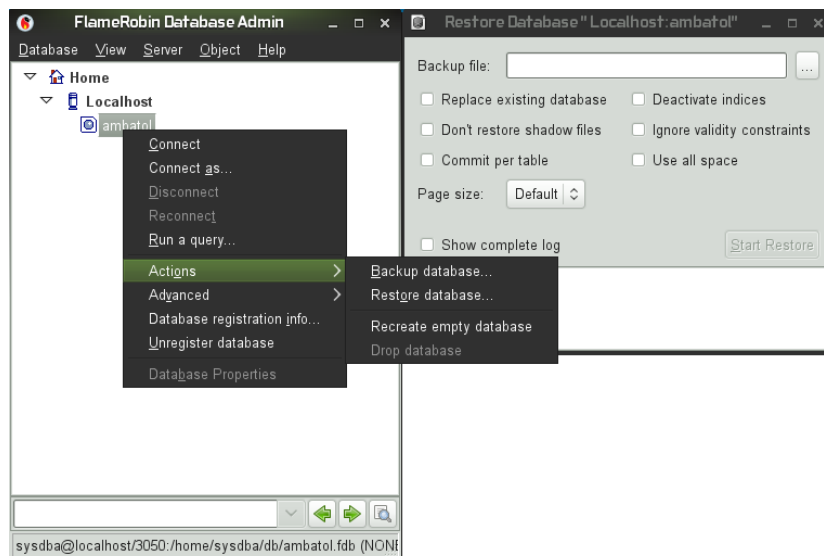 FlameRobin Database Admin
Database View Server Object Help
Home
Localhost
ambatol
Connect
Connect as...
Disconnect
Reconnect
Run a query...
Actions
Advanced
Database registration info...
Unregister database
Database Properties
Backup database...
Restore database...
Recreate empty database
Drop database
sysdba@localhost/3050:/home/sysdba/db/ambatol.fdb (NONE
Restore Database "Localhost:ambatol"
Backup file: ...
Replace existing database Deactivate indices
Don't restore shadow files Ignore validity constraints
Commit per table Use all space
Page size: Default
Show complete log Start Restore